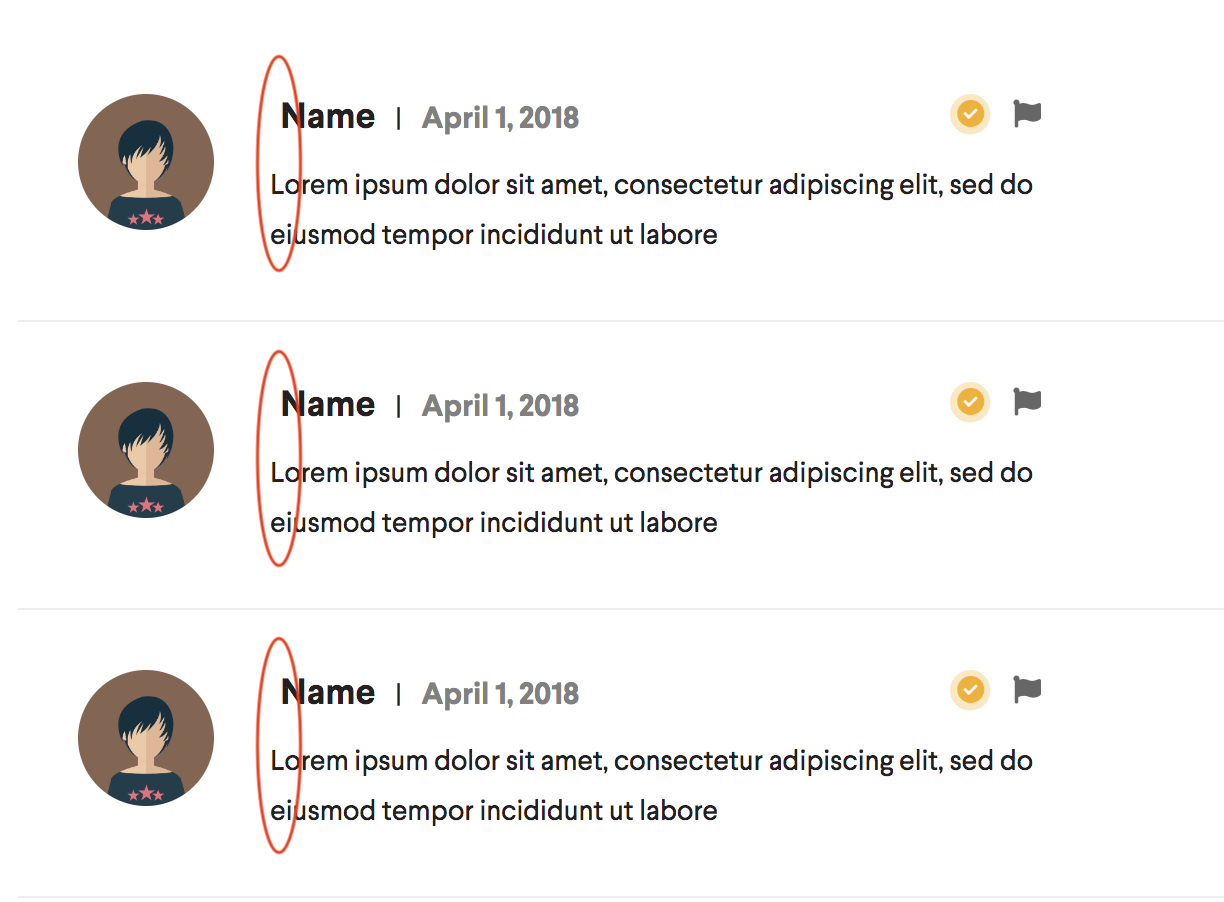 Name | April 1, 2018
Lorem ipsum dolor sit amet, consectetur adipiscing elit, sed do
eiusmod tempor incididunt ut labore
Name | April 1, 2018
Lorem ipsum dolor sit amet, consectetur adipiscing elit, sed do
eiusmod tempor incididunt ut labore
Name | April 1, 2018
Lorem ipsum dolor sit amet, consectetur adipiscing elit, sed do
eiusmod tempor incididunt ut labore